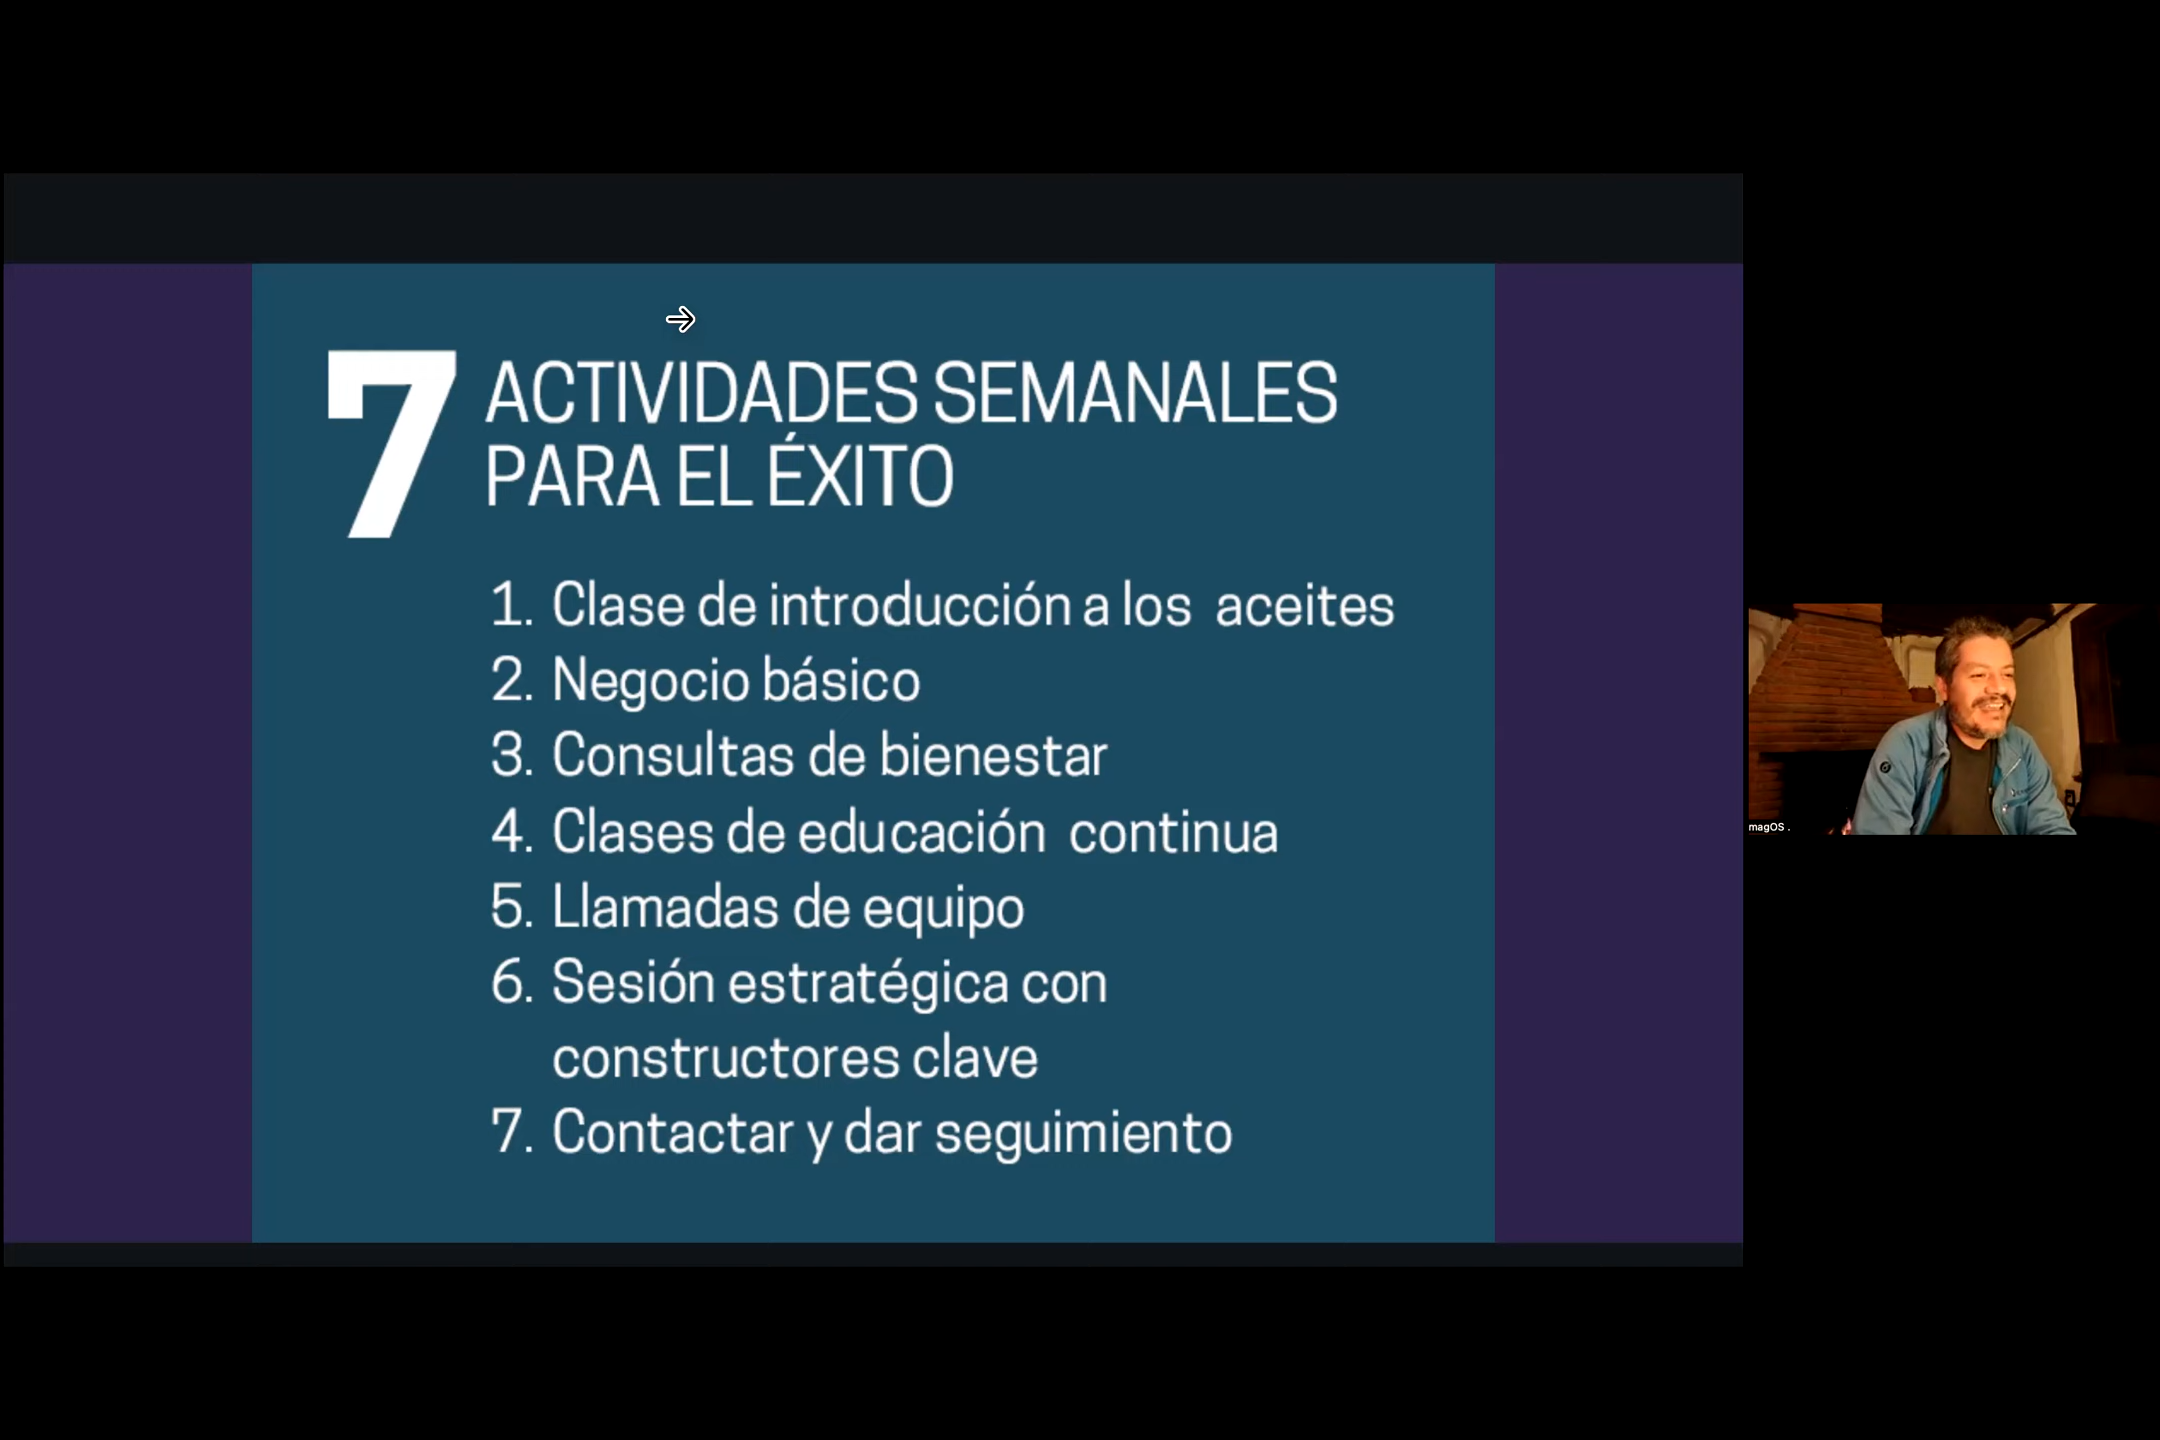 7 ACTIVIDADES SEMANALES
PARA EL ÉXITO
1. Clase de introducción a los aceites
2. Negocio básico
3. Consultas de bienestar
4. Clases de educación continua
5. Llamadas de equipo
6. Sesión estratégica con
constructores clave
7. Contactar y dar seguimiento
magOS .